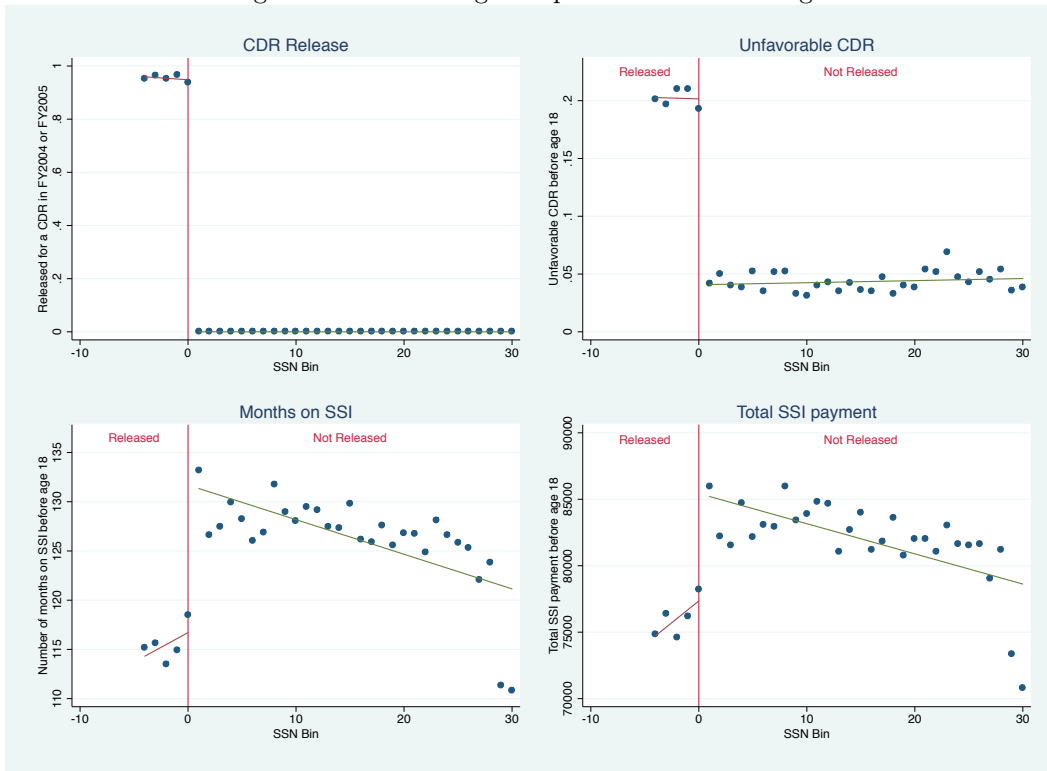 CDR Release
Released for a CDR in FY2004 or FY2005
1
.8
.6
.4
.2
0
-10 0 10 20 30
SSN Bin
Unfavorable CDR
Released Not Released
Unfavorable CDR before age 18
.2
.15
.1
.05
0
-10 0 10 20 30
SSN Bin
Months on SSI
Released Not Released
Number of months on SSI before age 18
135
130
125
120
115
110
-10 0 10 20 30
SSN Bin
Total SSI payment
Released Not Released
Total SSI payment before age 18
90000
85000
80000
75000
70000
-10 0 10 20 30
SSN Bin